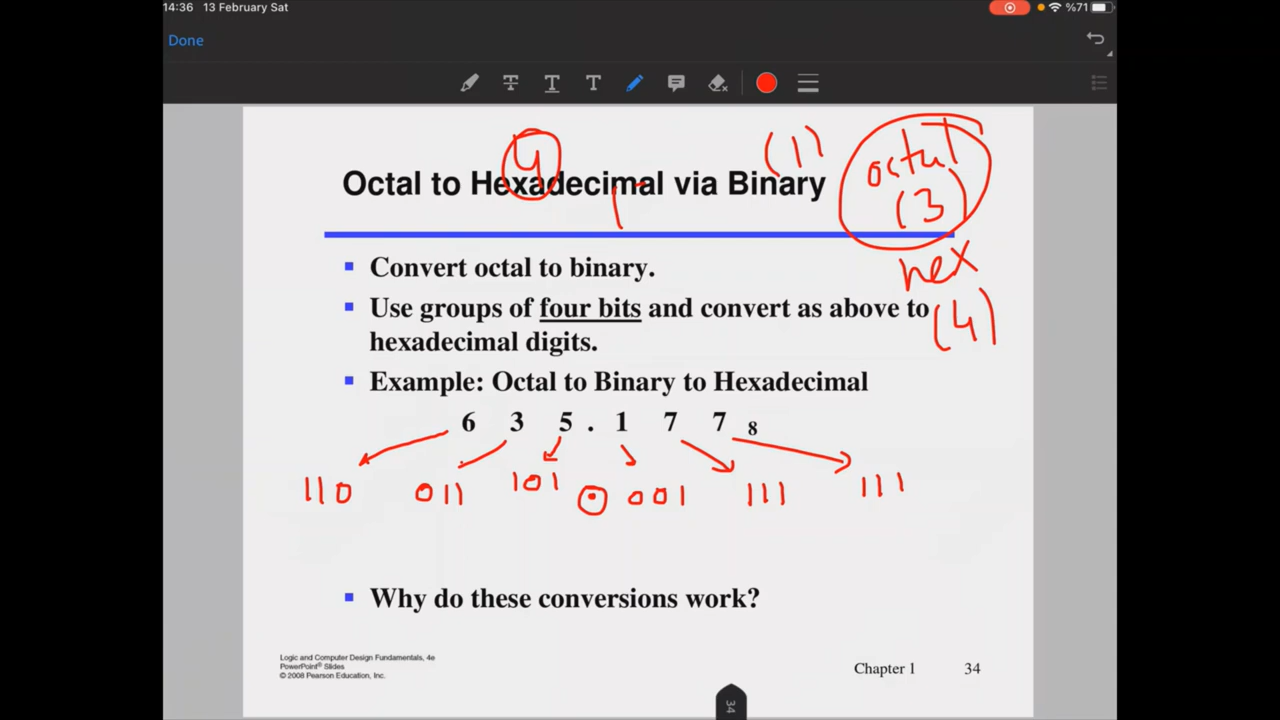 14:36 13 February Sat %71
Done
T T T
4 (1) octal
Octal to Hexadecimal via Binary
(3)
hex
▪ Convert octal to binary.
▪ Use groups of four bits and convert as above to
(4)
hexadecimal digits.
▪ Example: Octal to Binary to Hexadecimal
6 3 5 . 1 7 7 8
110 011 101 . 001 111 111
▪ Why do these conversions work?
Logic and Computer Design Fundamentals, 4e
PowerPoint® Slides
© 2008 Pearson Education, Inc.
Chapter 1 34
34